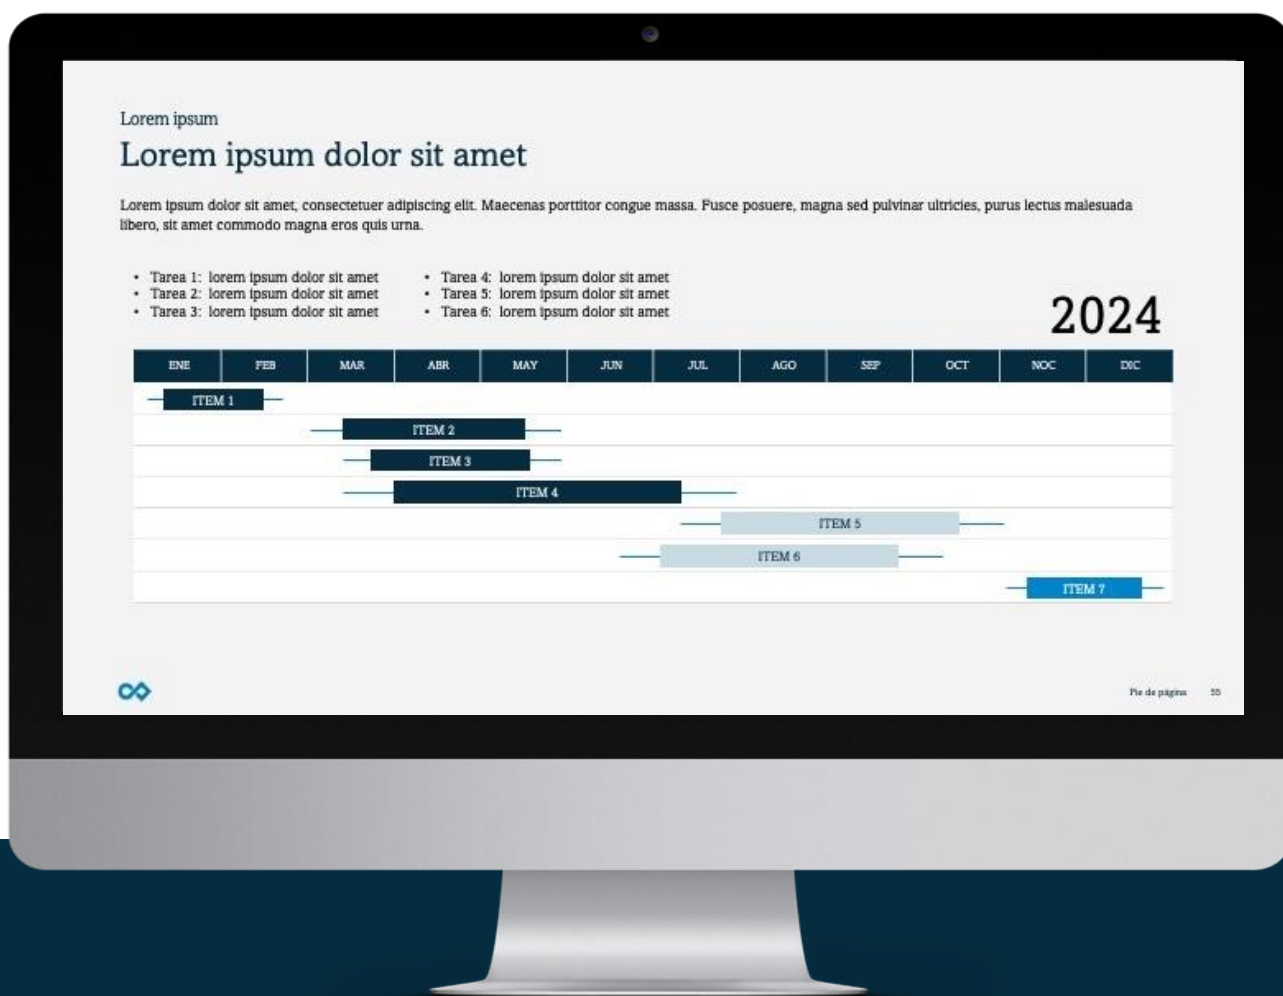 Lorem ipsum
Lorem ipsum dolor sit amet
Lorem ipsum dolor sit amet, consectetuer adipiscing elit. Maecenas porttitor congue massa. Fusce posuere, magna sed pulvinar ultricies, purus lectus malesuada
libero, sit amet commodo magna eros quis urna.
• Tarea 1: lorem ipsum dolor sit amet
• Tarea 2: lorem ipsum dolor sit amet
• Tarea 3: lorem ipsum dolor sit amet
• Tarea 4: lorem ipsum dolor sit amet
• Tarea 5: lorem ipsum dolor sit amet
• Tarea 6: lorem ipsum dolor sit amet
2024
ENE FEB MAR ABR MAY JUN JUL AGO SEP OCT NOC DIC
ITEM 1
ITEM 2
ITEM 3
ITEM 4
ITEM 5
ITEM 6
ITEM 7
Pie de página 55